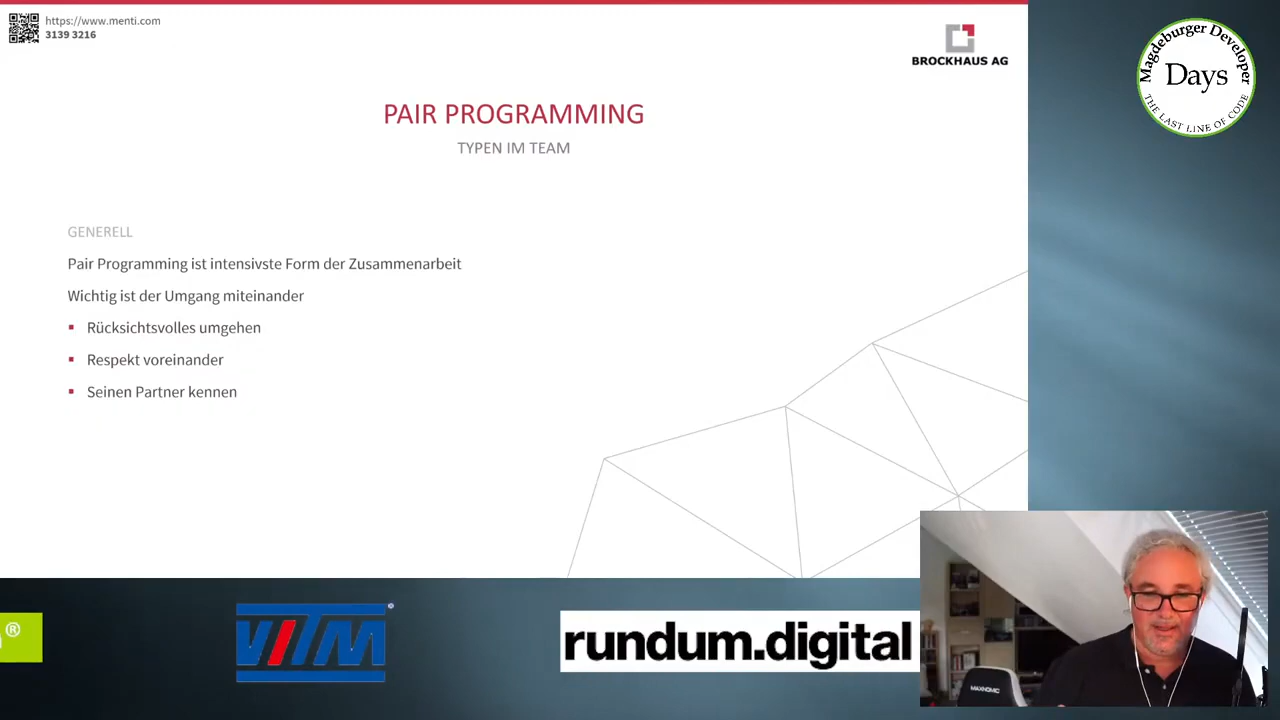 https://www.menti.com
3139 3216
BROCKHAUS AG
Magdeburger Developer
Days
THE LAST LINE OF CODE
PAIR PROGRAMMING
TYPEN IM TEAM
GENERELL
Pair Programming ist intensivste Form der Zusammenarbeit
Wichtig ist der Umgang miteinander
▪ Rücksichtsvolles umgehen
▪ Respekt voreinander
▪ Seinen Partner kennen
®
VITM®
rundum.digital
MAXNOMIC